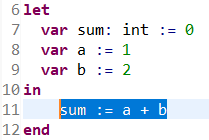 6 let
7 var sum: int := 0
8 var a := 1
9 var b := 2
10 in
11 sum := a + b
12 end